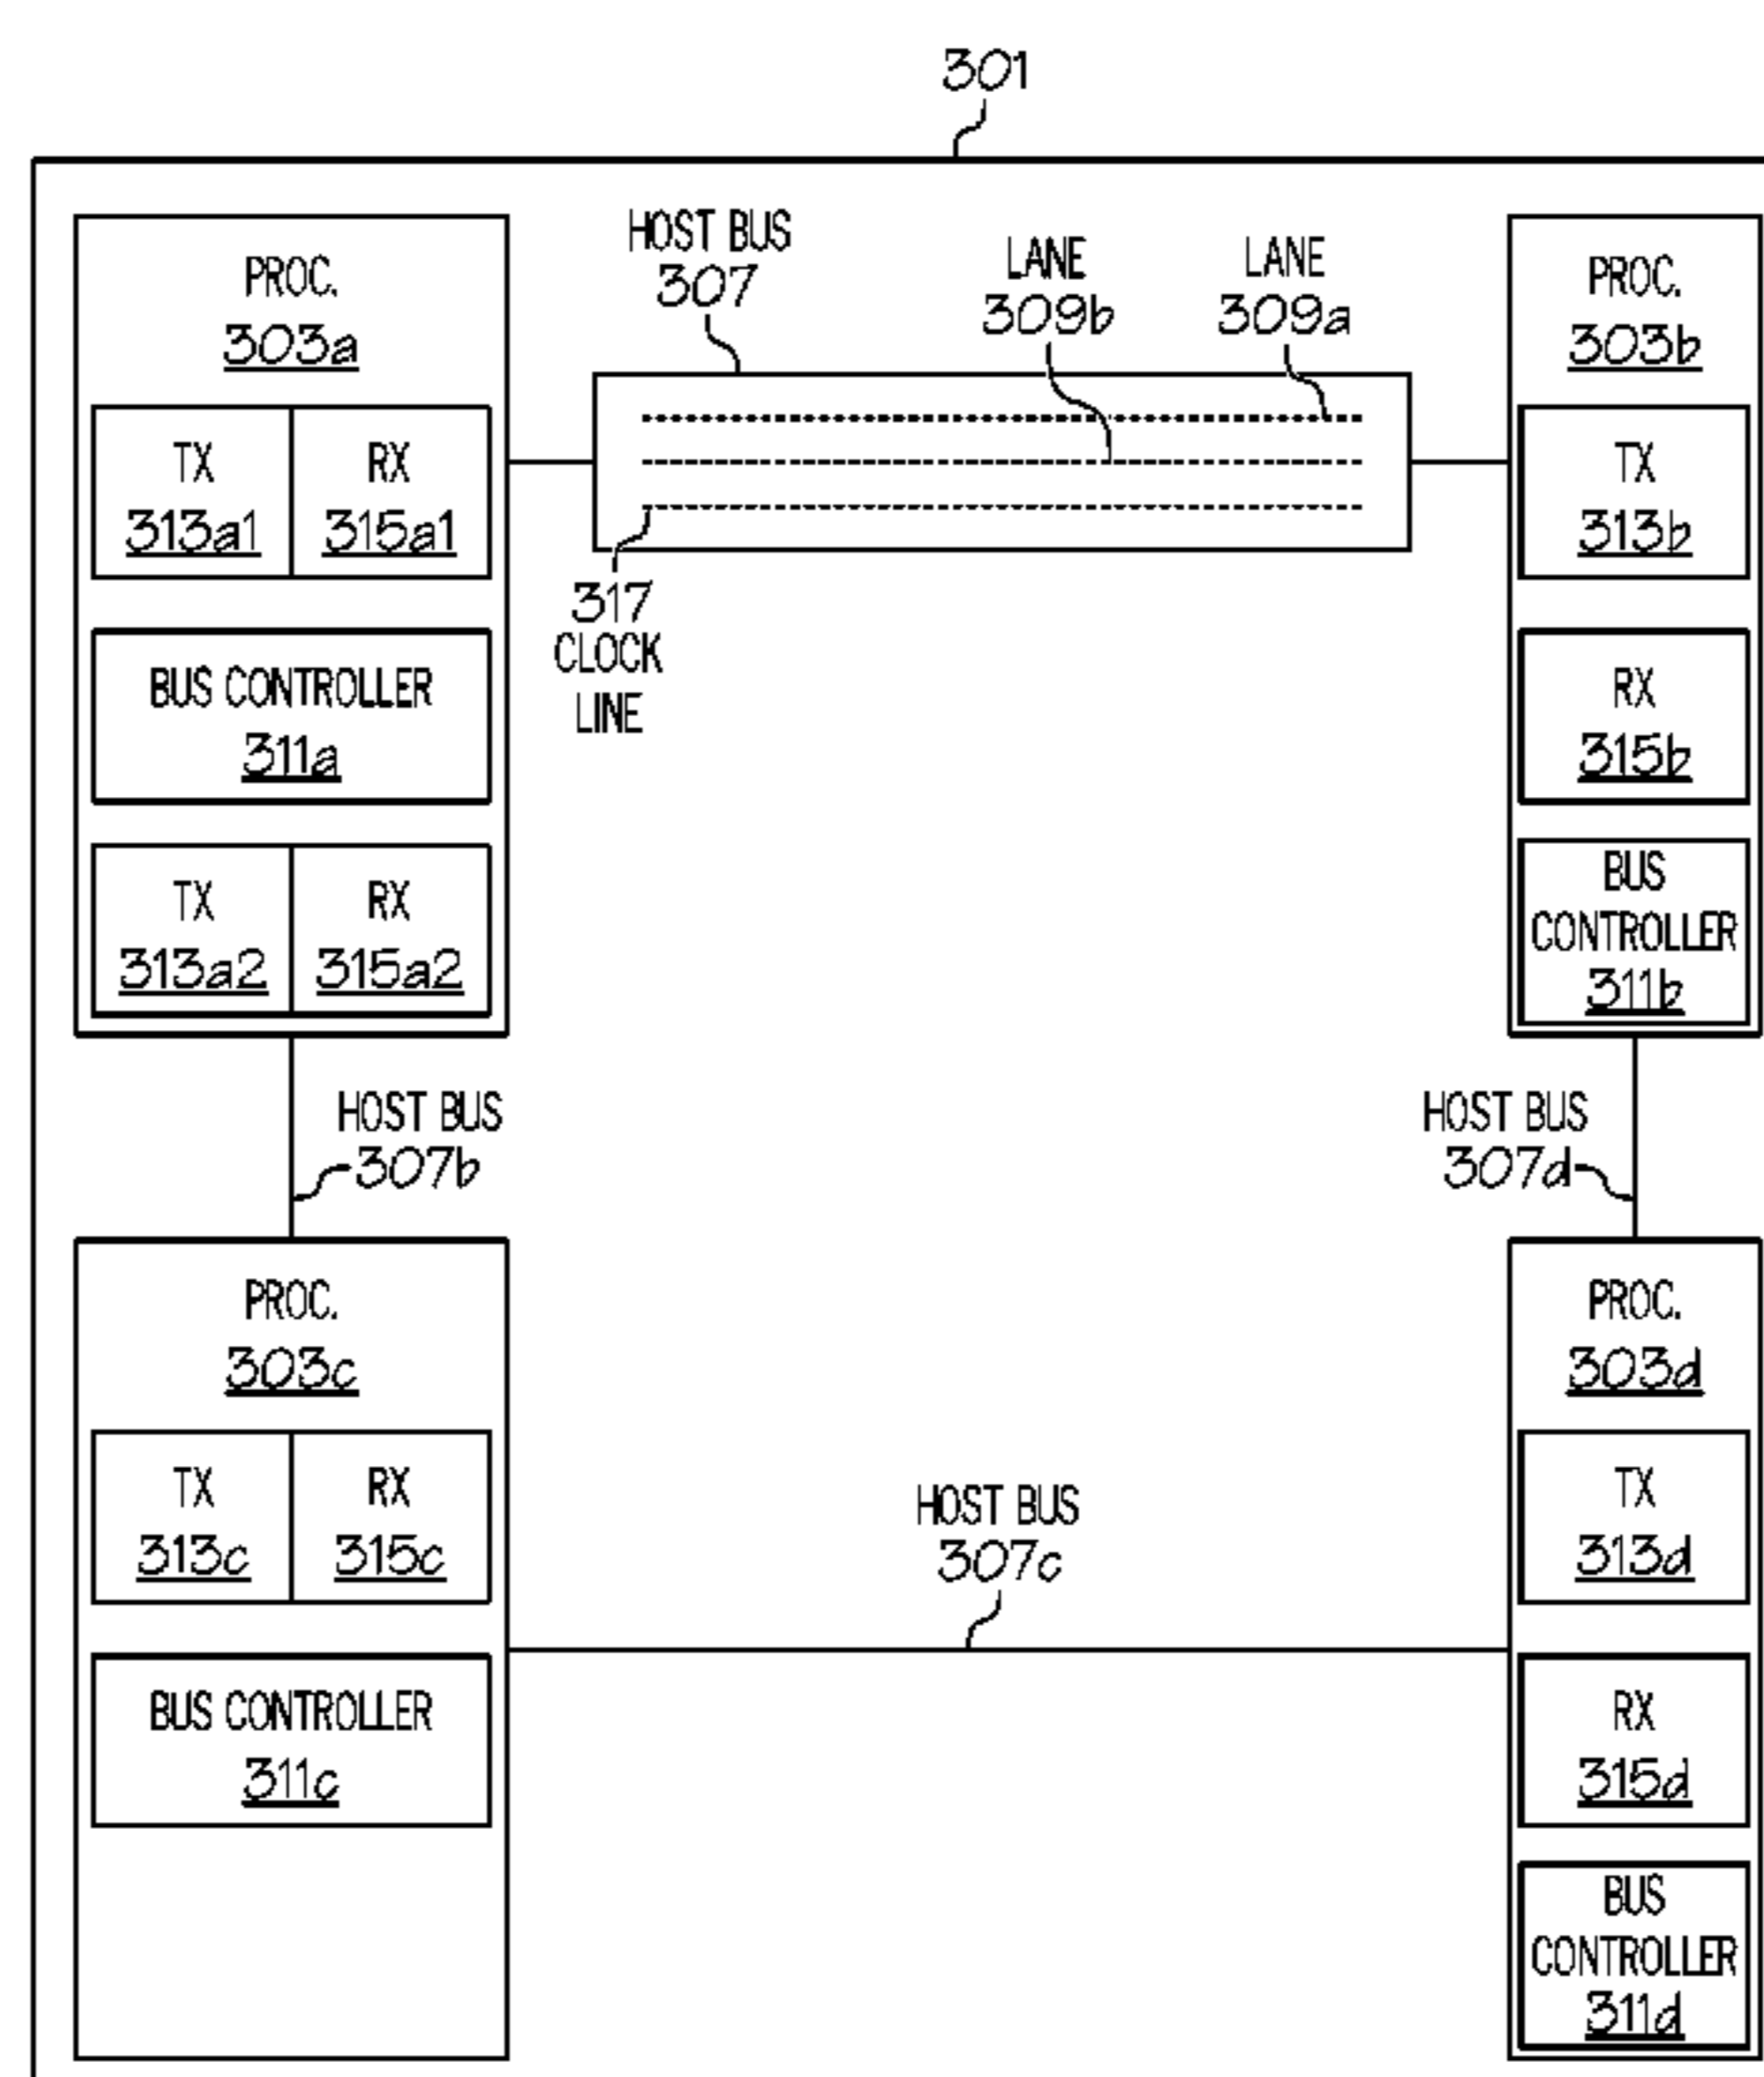 301
PROC.
303a
TX
313a1
RX
315a1
BUS CONTROLLER
311a
TX
313a2
RX
315a2
HOST BUS
307
LANE
309b
LANE
309a
317
CLOCK
LINE
PROC.
303b
TX
313b
RX
315b
BUS
CONTROLLER
311b
HOST BUS
307b
HOST BUS
307d
PROC.
303c
TX
313c
RX
315c
BUS CONTROLLER
311c
HOST BUS
307c
PROC.
303d
TX
313d
RX
315d
BUS
CONTROLLER
311d